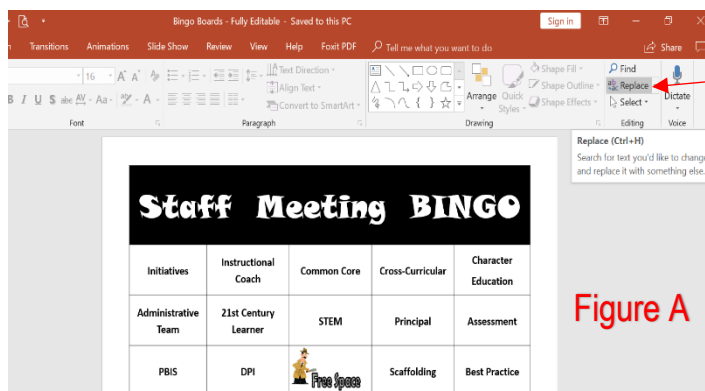 Bingo Boards - Fully Editable - Saved to this PC
Sign in
Transitions Animations Slide Show Review View Help Foxit PDF Tell me what you want to do Share
16
Text Direction
Align Text
Convert to SmartArt
B I U S abc AV Aa A
Arrange
Quick Styles
Shape Fill
Shape Outline
Shape Effects
Find
Replace
Select
Dictate
Font Paragraph Drawing Editing Voice
Replace (Ctrl+H)
Search for text you'd like to change
and replace it with something else.
Staff Meeting BINGO
Initiatives
Instructional
Coach
Common Core
Cross-Curricular
Character
Education
Administrative
Team
21st Century
Learner
STEM
Principal
Assessment
PBIS
DPI
Free Space
Scaffolding
Best Practice
Figure A